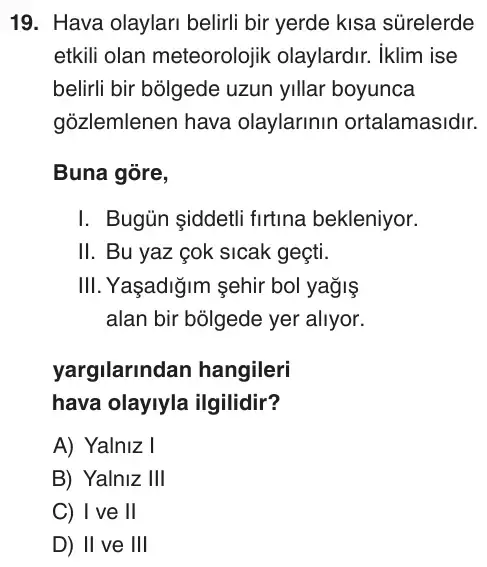 19. Hava olayları belirli bir yerde kısa sürelerde
etkili olan meteorolojik olaylardır. İklim ise
belirli bir bölgede uzun yıllar boyunca
gözlemlenen hava olaylarının ortalamasıdır.
Buna göre,
I. Bugün şiddetli fırtına bekleniyor.
II. Bu yaz çok sıcak geçti.
III. Yaşadığım şehir bol yağış
alan bir bölgede yer alıyor.
yargılarından hangileri
hava olayıyla ilgilidir?
A) Yalnız I
B) Yalnız III
C) I ve II
D) II ve III